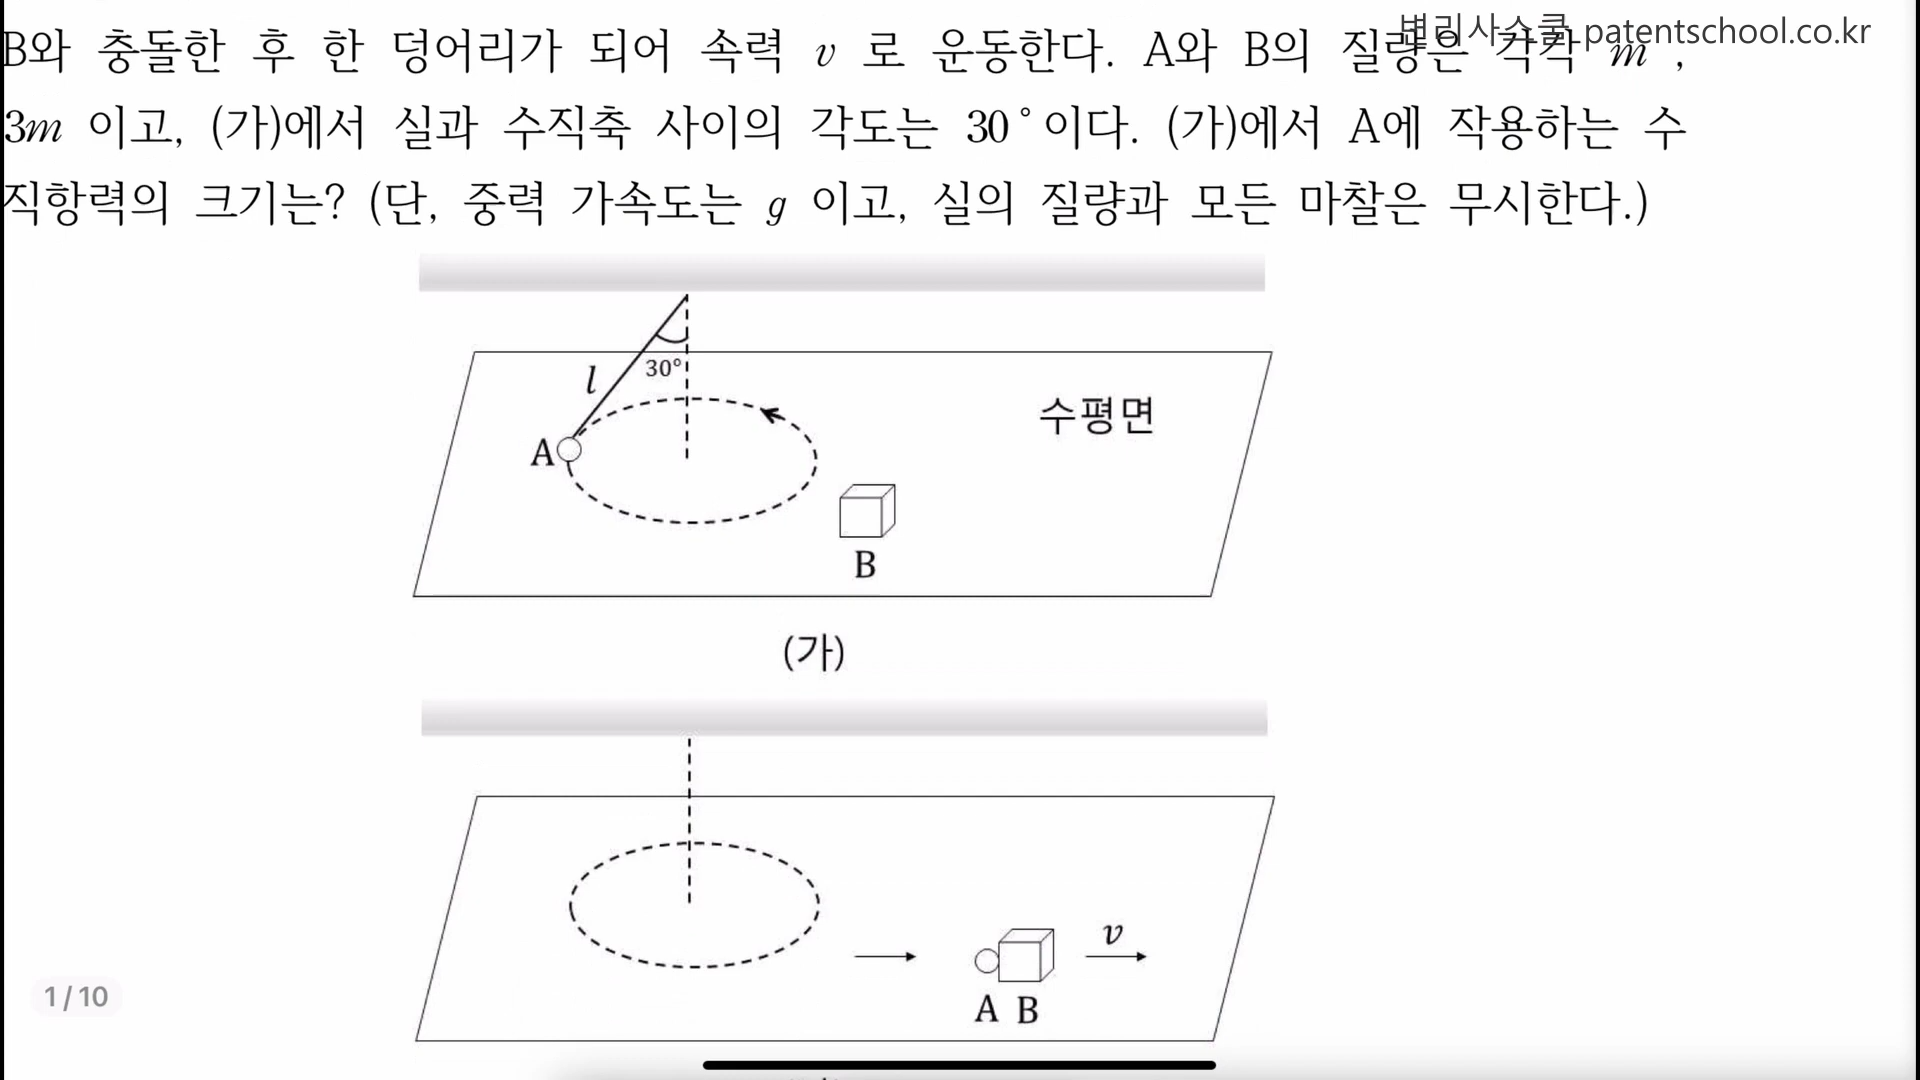 변리사스쿨 patentschool.co.kr
B와 충돌한 후 한 덩어리가 되어 속력 v 로 운동한다. A와 B의 질량은 각각 m ,
3m 이고, (가)에서 실과 수직축 사이의 각도는 30°이다. (가)에서 A에 작용하는 수
직항력의 크기는? (단, 중력 가속도는 g 이고, 실의 질량과 모든 마찰은 무시한다.)
30°
l
수평면
A
B
(가)
v
A B
1 / 10